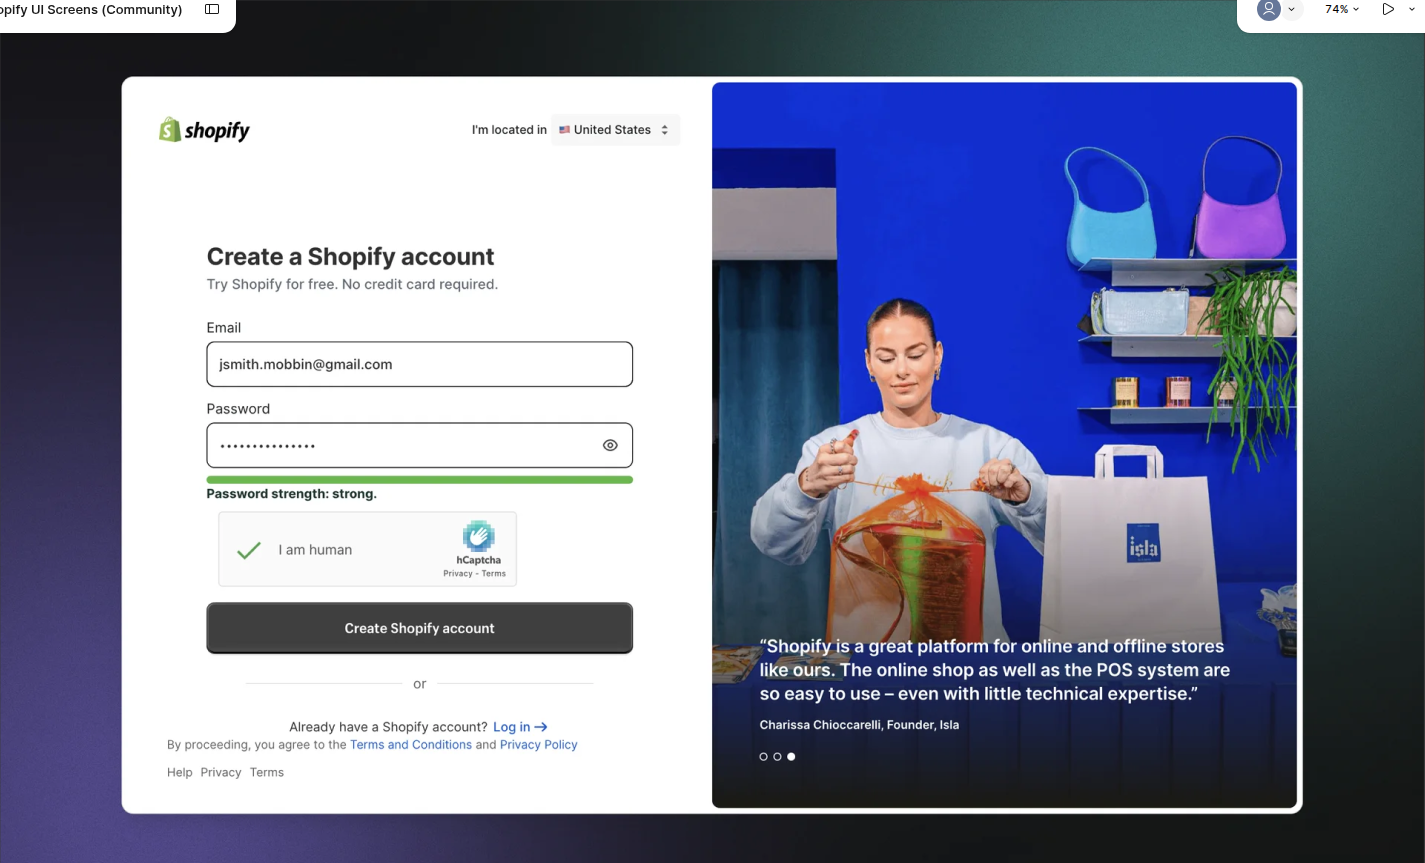 opify UI Screens (Community)
74%
shopify
I'm located in United States
Create a Shopify account
Try Shopify for free. No credit card required.
Email
jsmith.mobbin@gmail.com
Password
•••••••••••••••
Password strength: strong.
I am human
hCaptcha
Privacy - Terms
Create Shopify account
or
Already have a Shopify account? Log in →
By proceeding, you agree to the Terms and Conditions and Privacy Policy
Help Privacy Terms
isla
“Shopify is a great platform for online and offline stores
like ours. The online shop as well as the POS system are
so easy to use – even with little technical expertise.”
Charissa Chioccarelli, Founder, Isla